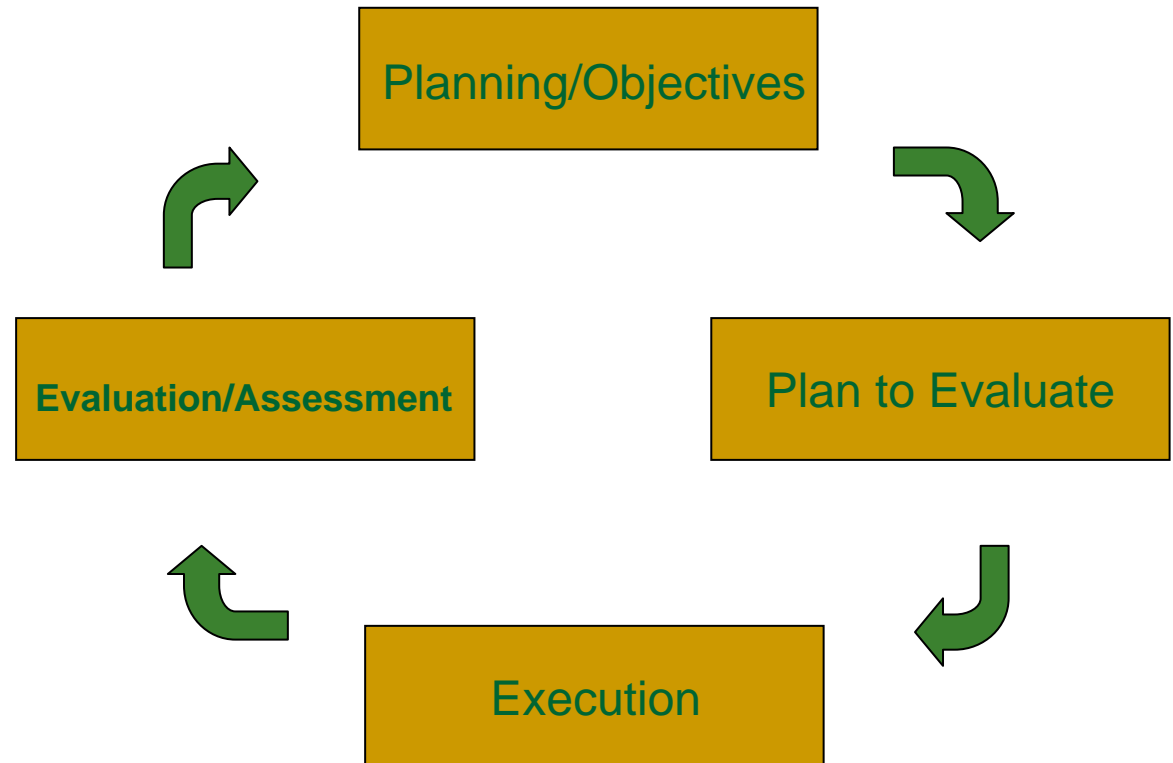 Planning/Objectives
Evaluation/Assessment
Plan to Evaluate
Execution